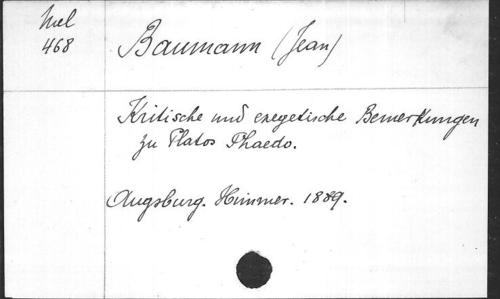 Mel
468
Baumann (Jean)
Kritische und exegetische Bemerkungen
zu Platos Phaedo.
Augsburg. Himmer. 1889.